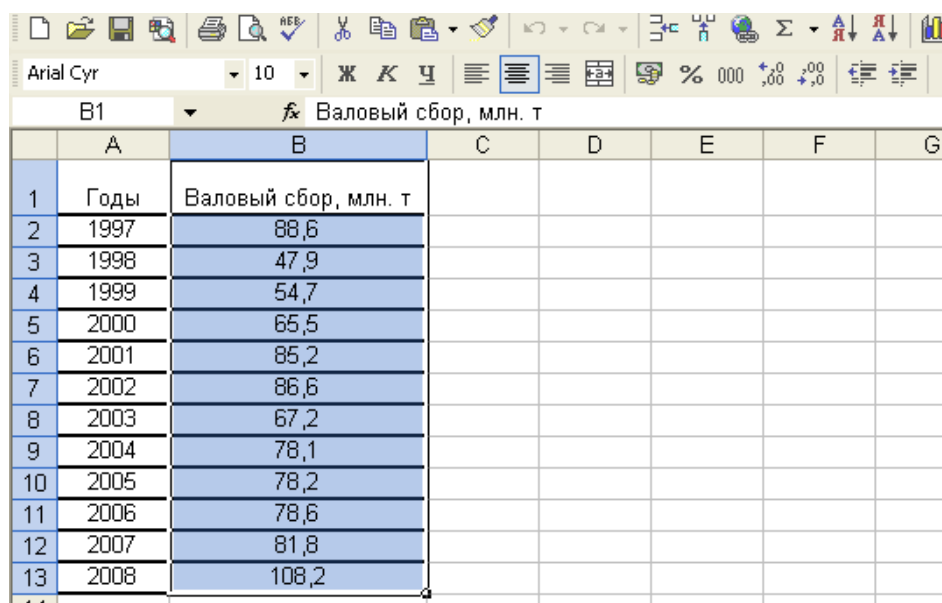 Arial Cyr 10 Ж К Ч % 000
B1 fx Валовый сбор, млн. т
A B C D E F G
1 Годы Валовый сбор, млн. т
2 1997 88,6
3 1998 47,9
4 1999 54,7
5 2000 65,5
6 2001 85,2
7 2002 86,6
8 2003 67,2
9 2004 78,1
10 2005 78,2
11 2006 78,6
12 2007 81,8
13 2008 108,2